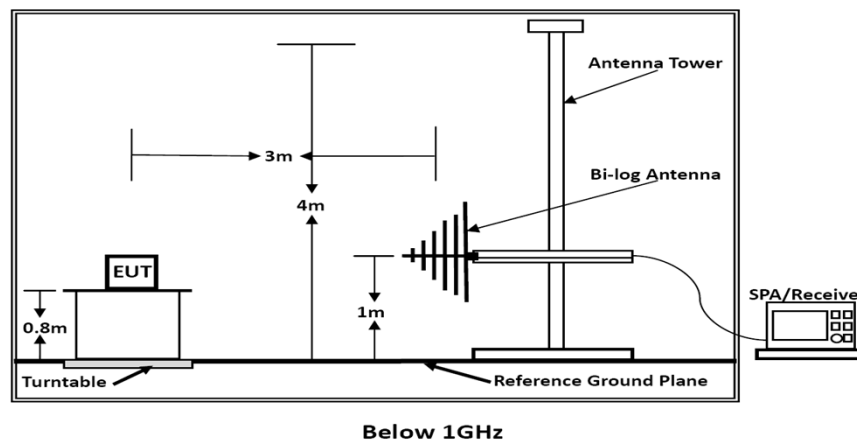 Antenna Tower
3m
Bi-log Antenna
4m
EUT
SPA/Receive
1m
0.8m
Turntable
Reference Ground Plane
Below 1GHz